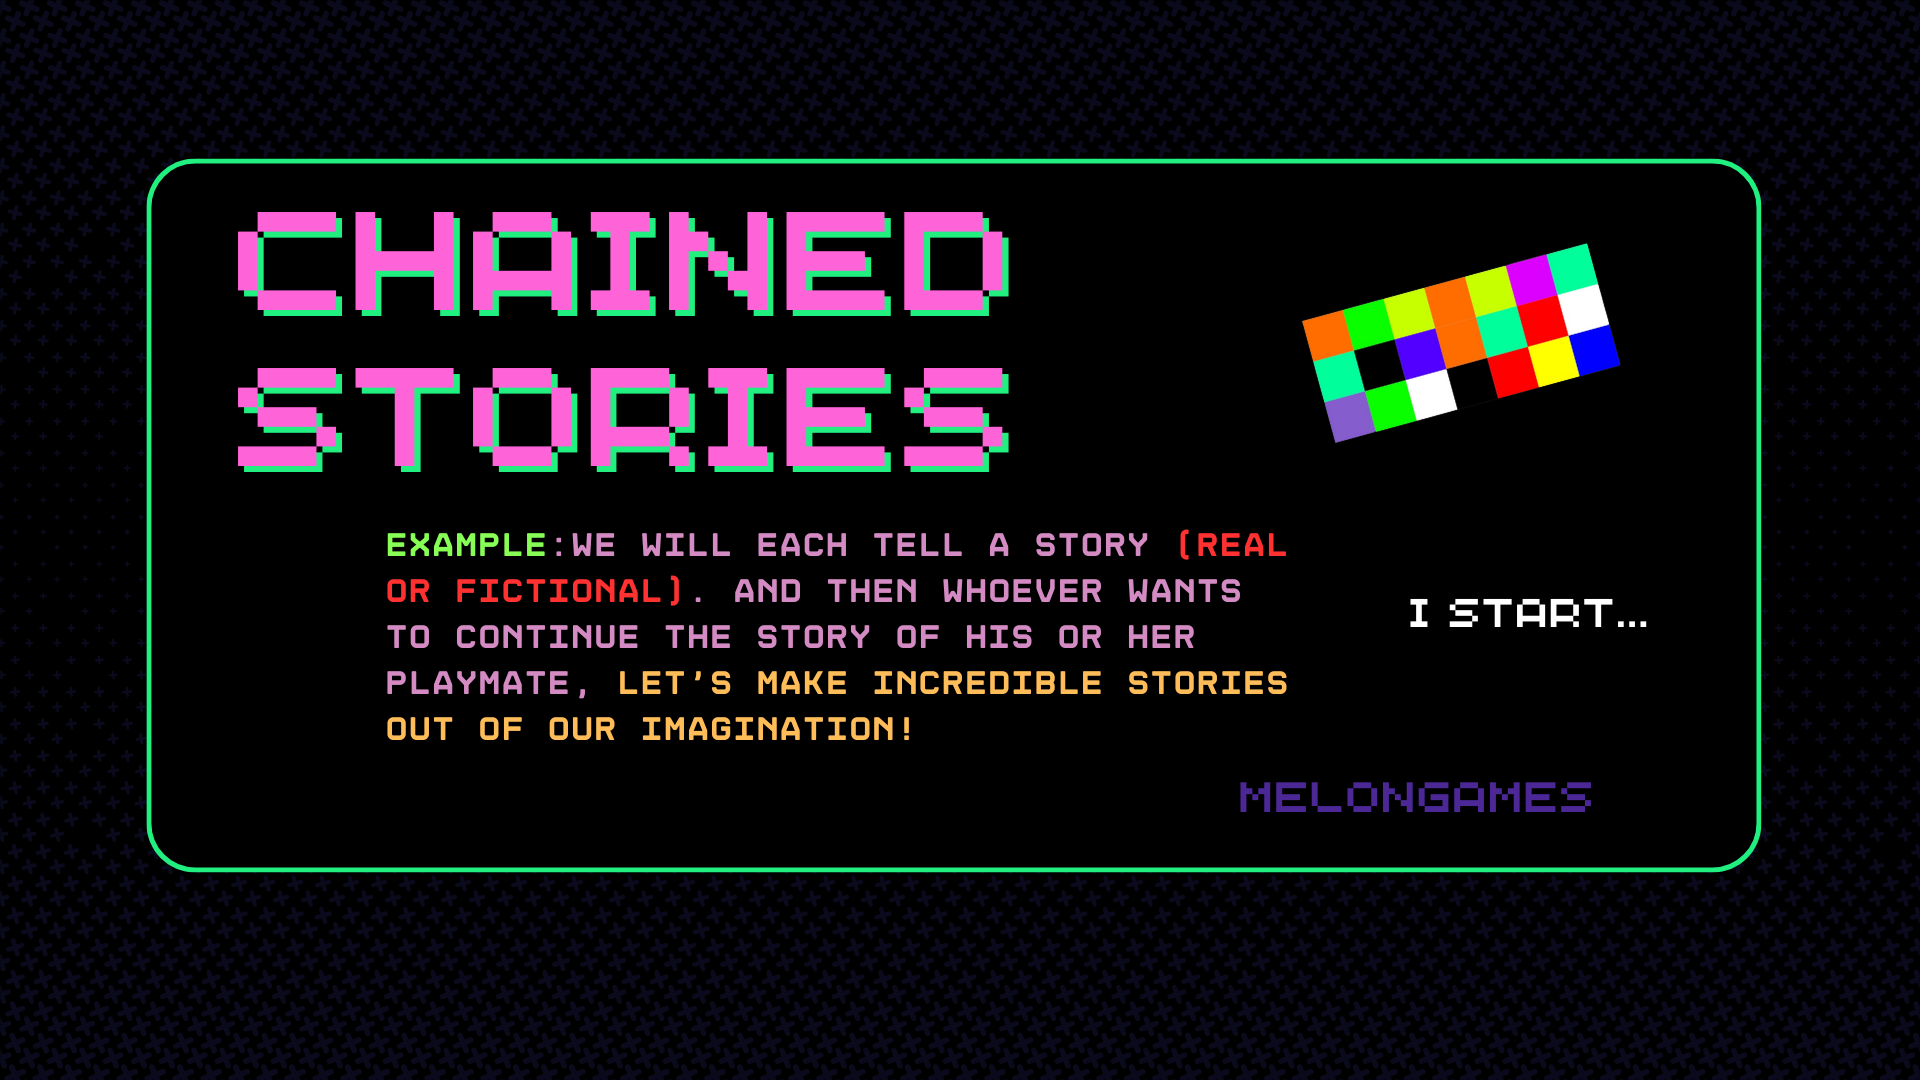 CHAINED
STORIES
EXAMPLE:WE WILL EACH TELL A STORY (REAL
OR FICTIONAL). AND THEN WHOEVER WANTS
TO CONTINUE THE STORY OF HIS OR HER
PLAYMATE, LET'S MAKE INCREDIBLE STORIES
OUT OF OUR IMAGINATION!
I START...
MELONGAMES